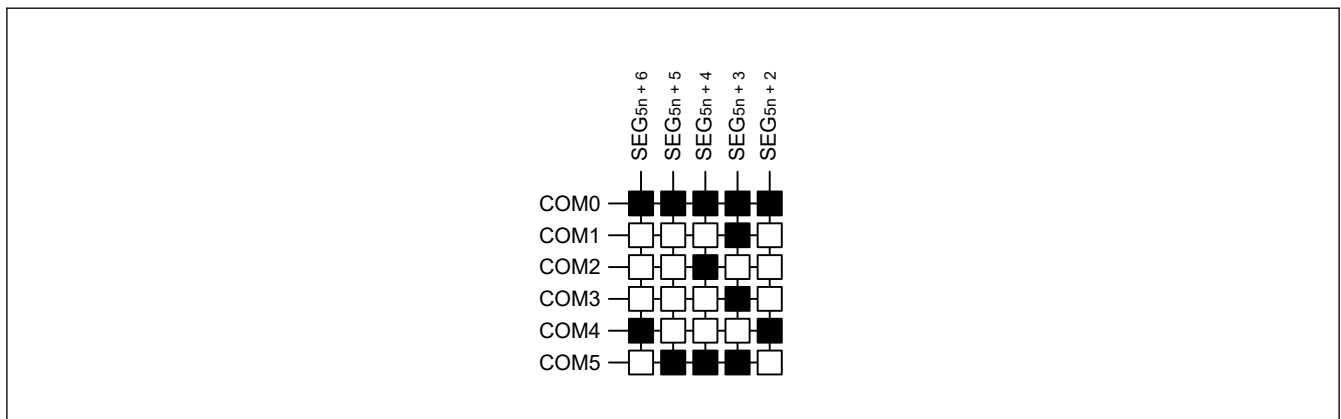 SEG5n + 6
SEG5n + 5
SEG5n + 4
SEG5n + 3
SEG5n + 2
COM0
COM1
COM2
COM3
COM4
COM5